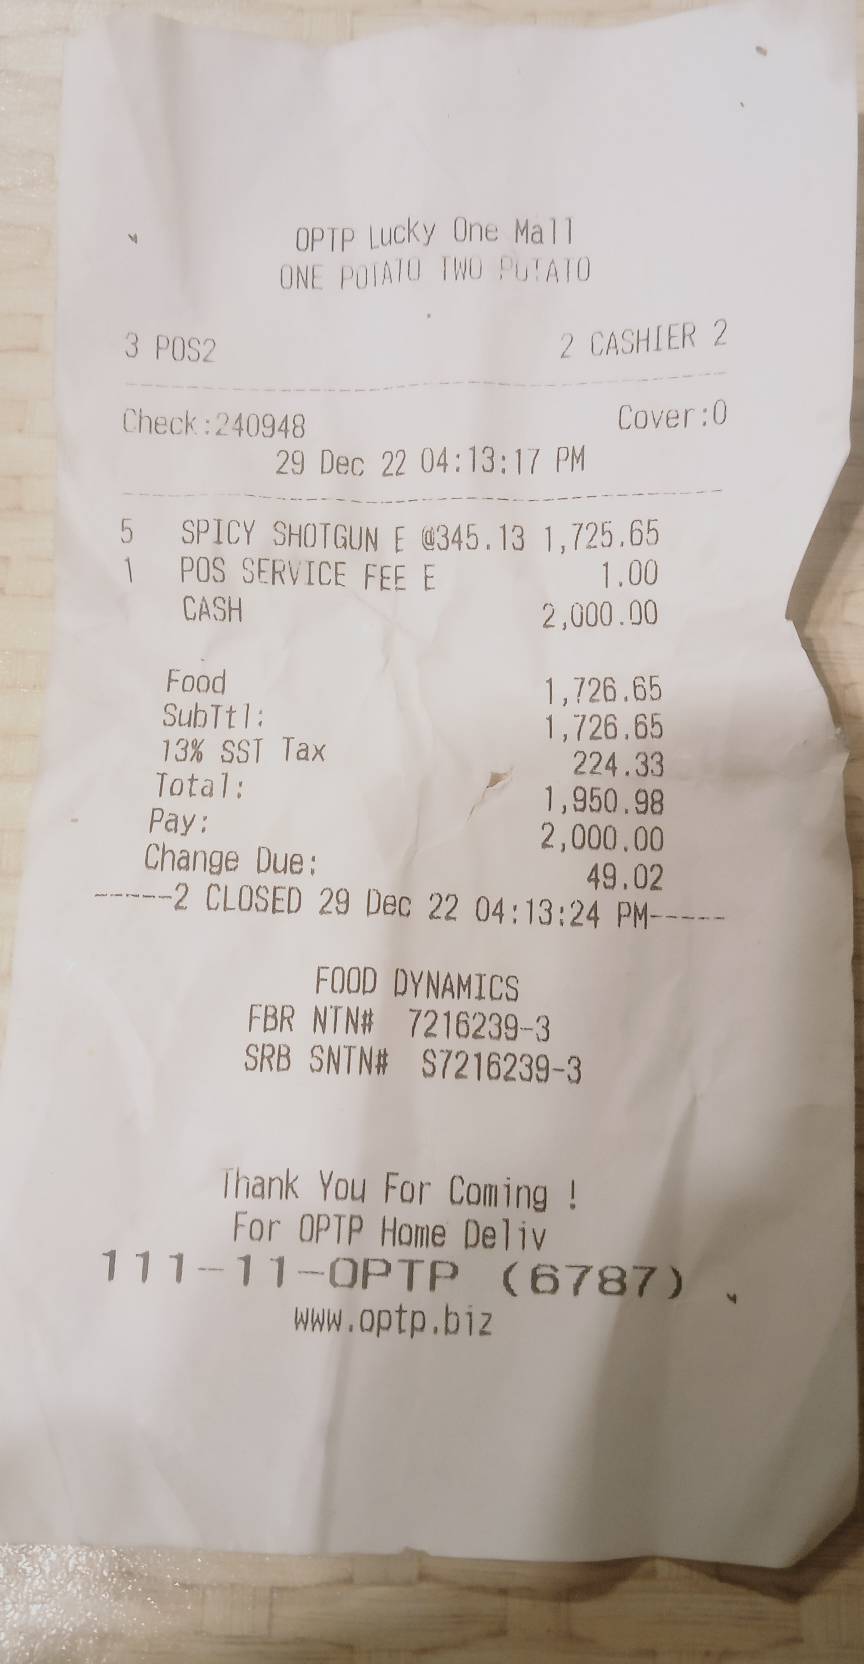 OPTP Lucky One Mall
ONE POTATO TWO POTATO
3 POS2 2 CASHIER 2
Check:240948 Cover:0
29 Dec 22 04:13:17 PM
5 SPICY SHOTGUN E @345.13 1,725.65
1 POS SERVICE FEE E 1.00
CASH 2,000.00
Food 1,726.65
SubTtl: 1,726.65
13% SST Tax 224.33
Total: 1,950.98
Pay: 2,000.00
Change Due: 49.02
-----2 CLOSED 29 Dec 22 04:13:24 PM-----
FOOD DYNAMICS
FBR NTN# 7216239-3
SRB SNTN# S7216239-3
Thank You For Coming !
For OPTP Home Deliv
111-11-OPTP (6787)
www.optp.biz